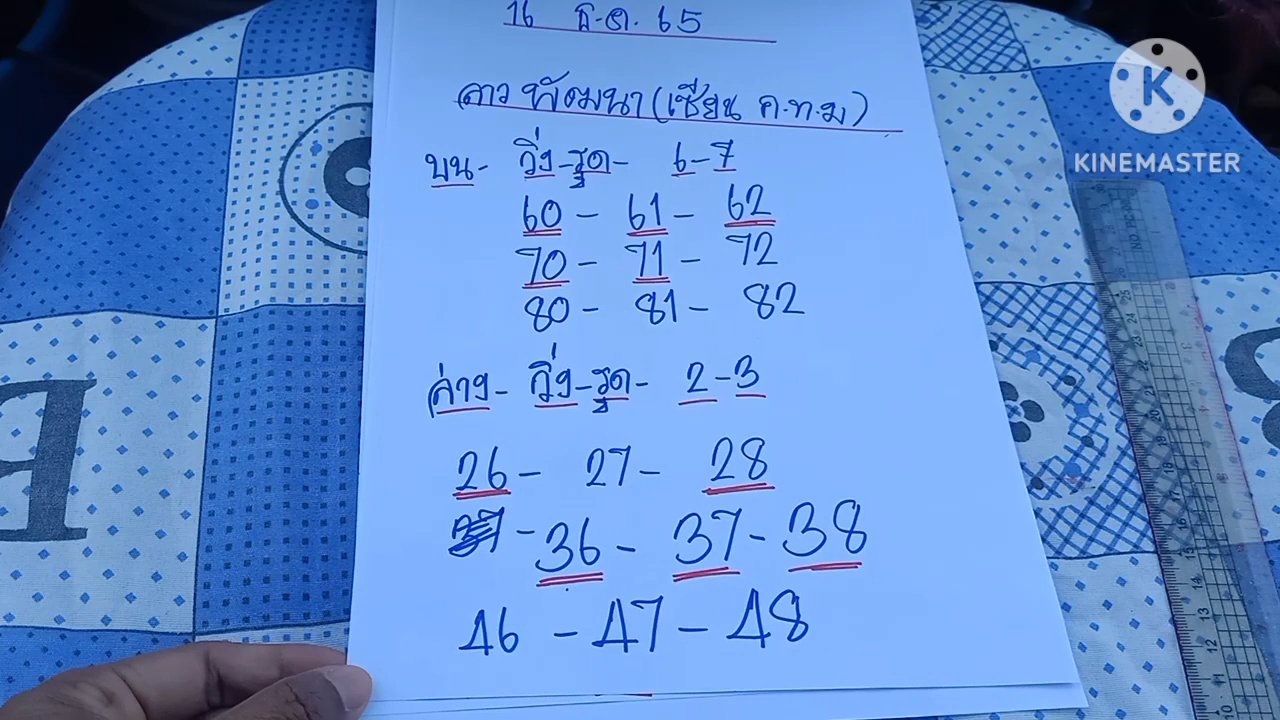 16 ธ.ค. 65
ลาวพัฒนา(เซียน ค.ท.ม)
บน- วิ่ง-รูด- 6-7
60 - 61 - 62
70 - 71 - 72
80 - 81 - 82
ล่าง- วิ่ง-รูด- 2-3
26 - 27 - 28
- 36 - 37 - 38
46 - 47 - 48
K
KINEMASTER